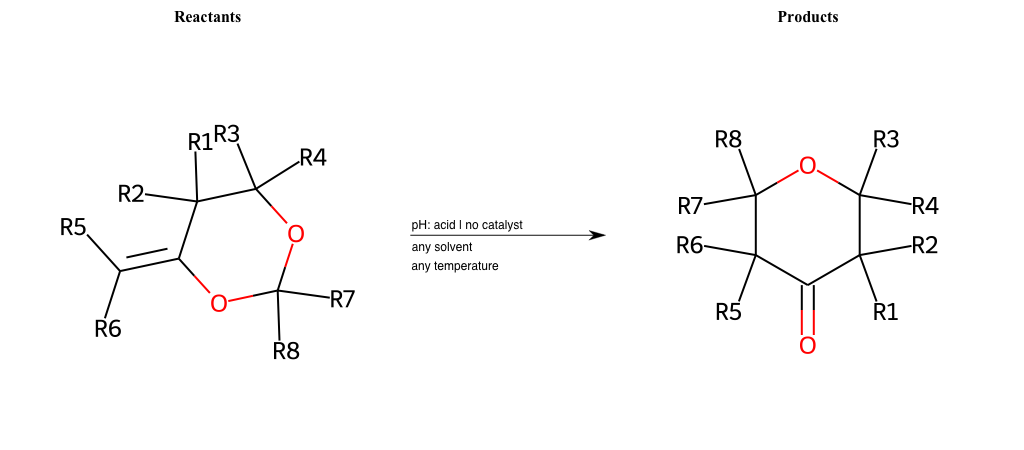 Reactants
Products
R1
R3
R4
R2
R5
O
R6
O
R7
R8
pH: acid | no catalyst
any solvent
any temperature
R8
O
R3
R7
R4
R6
R2
R5
R1
O